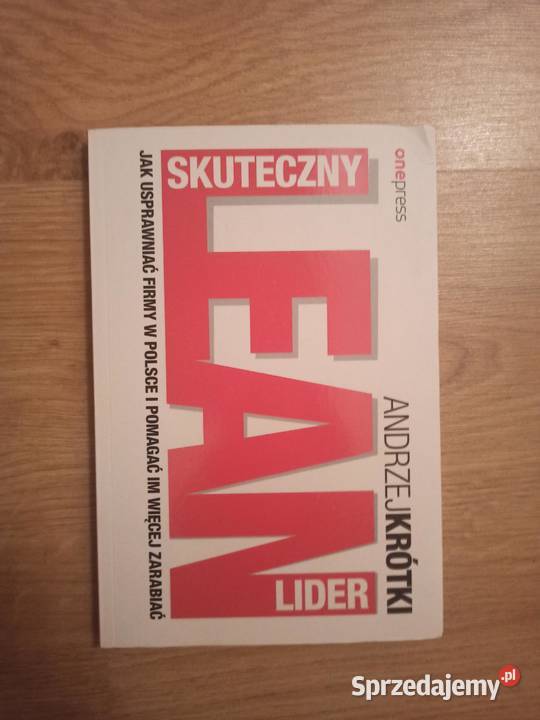 onepress
ANDRZEJ KRÓTKI
SKUTECZNY
LEAN
LIDER
JAK USPRAWNIAĆ FIRMY W POLSCE I POMAGAĆ IM WIĘCEJ ZARABIAĆ
Sprzedajemy.pl